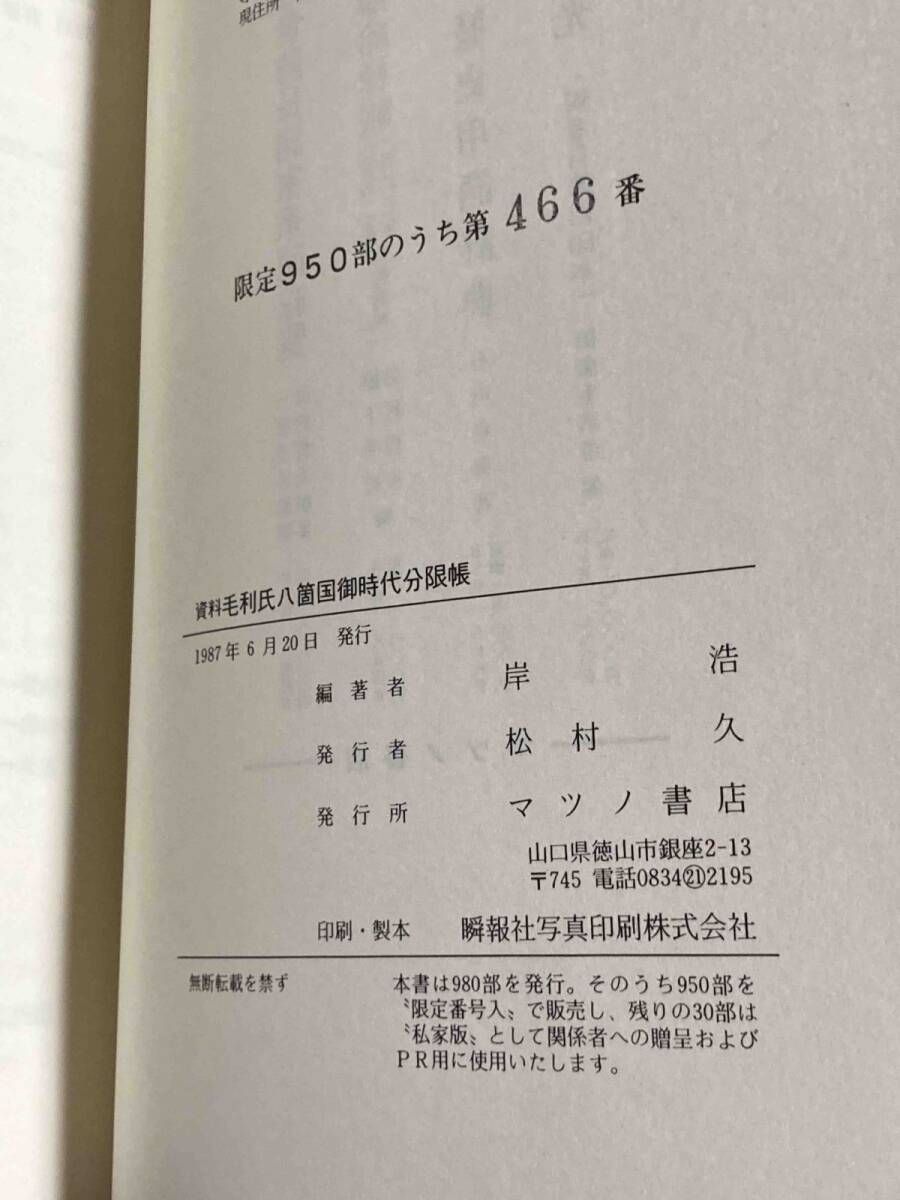 現住所
限定950部のうち第 466 番
資料毛利氏八箇国御時代分限帳
1987年6月20日 発行
編著者 岸 浩
発行者 松村 久
発行所 マツノ書店
山口県徳山市銀座2-13
〒745 電話0834㉑2195
印刷・製本 瞬報社写真印刷株式会社
無断転載を禁ず
本書は980部を発行。そのうち950部を
〝限定番号入〟で販売し、残りの30部は
〝私家版〟として関係者への贈呈および
PR用に使用いたします。